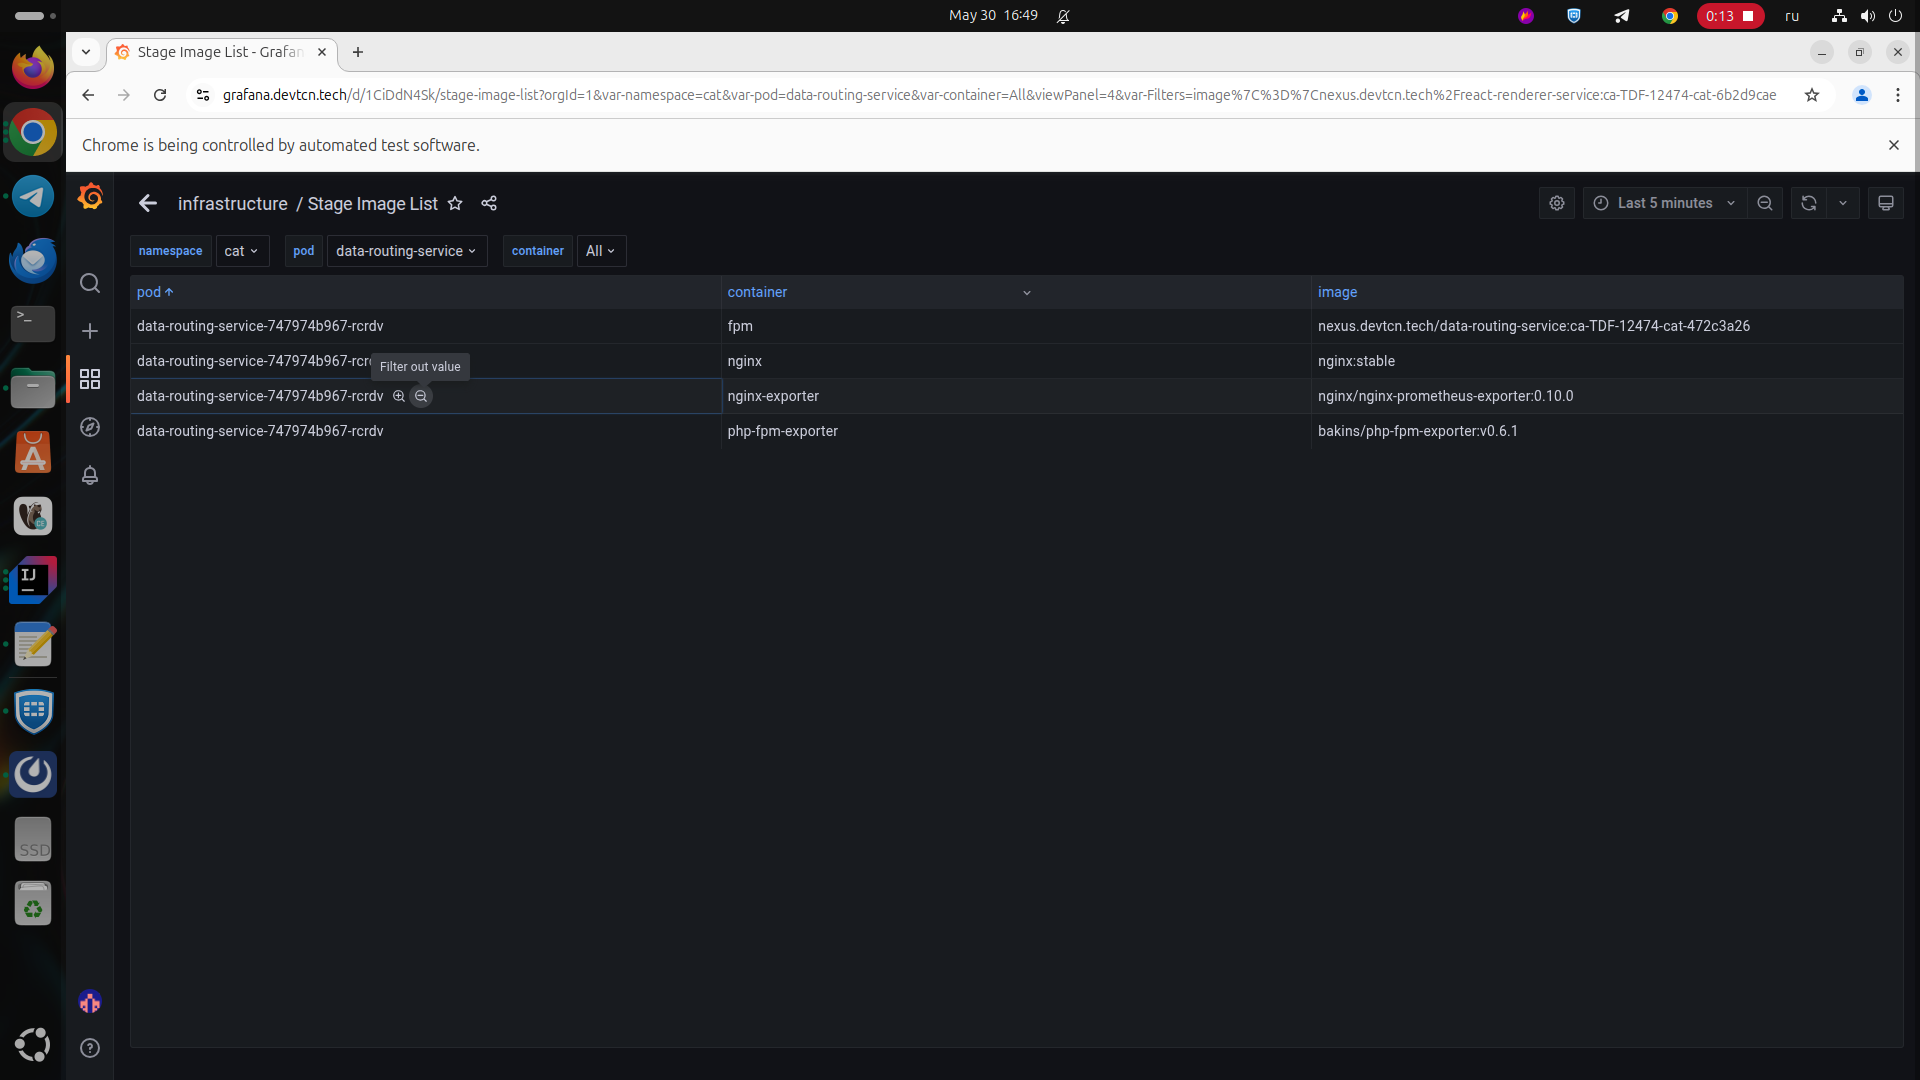 May 30 16:49
0:13
ru
Stage Image List - Grafan
grafana.devtcn.tech/d/1CiDdN4Sk/stage-image-list?orgId=1&var-namespace=cat&var-pod=data-routing-service&var-container=All&viewPanel=4&var-Filters=image%7C%3D%7Cnexus.devtcn.tech%2Freact-renderer-service:ca-TDF-12474-cat-6b2d9cae
Chrome is being controlled by automated test software.
infrastructure / Stage Image List
Last 5 minutes
namespace cat pod data-routing-service container All
pod container image
data-routing-service-747974b967-rcrdv fpm nexus.devtcn.tech/data-routing-service:ca-TDF-12474-cat-472c3a26
data-routing-service-747974b967-rcr nginx nginx:stable
Filter out value
data-routing-service-747974b967-rcrdv nginx-exporter nginx/nginx-prometheus-exporter:0.10.0
data-routing-service-747974b967-rcrdv php-fpm-exporter bakins/php-fpm-exporter:v0.6.1
IJ
SSD